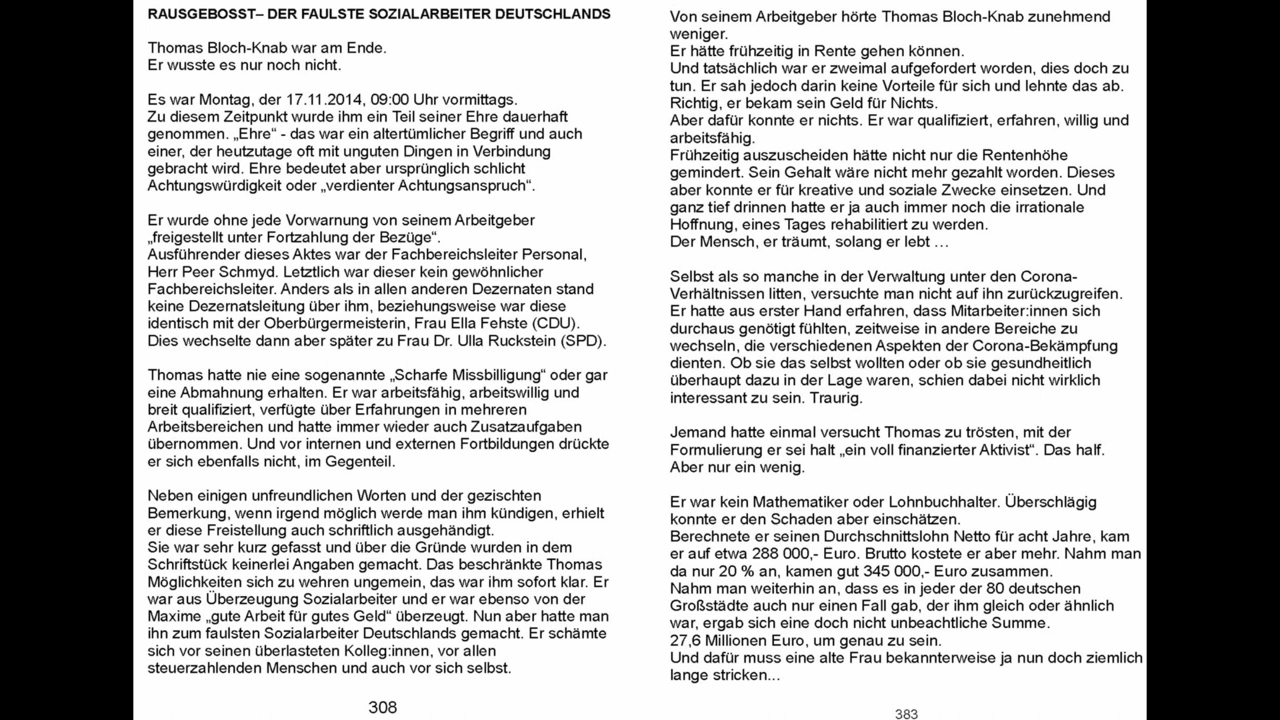 RAUSGEBOSST– DER FAULSTE SOZIALARBEITER DEUTSCHLANDS
Thomas Bloch-Knab war am Ende.
Er wusste es nur noch nicht.
Es war Montag, der 17.11.2014, 09:00 Uhr vormittags.
Zu diesem Zeitpunkt wurde ihm ein Teil seiner Ehre dauerhaft
genommen. „Ehre“ - das war ein altertümlicher Begriff und auch
einer, der heutzutage oft mit unguten Dingen in Verbindung
gebracht wird. Ehre bedeutet aber ursprünglich schlicht
Achtungswürdigkeit oder „verdienter Achtungsanspruch“.
Er wurde ohne jede Vorwarnung von seinem Arbeitgeber
„freigestellt unter Fortzahlung der Bezüge“.
Ausführender dieses Aktes war der Fachbereichsleiter Personal,
Herr Peer Schmyd. Letztlich war dieser kein gewöhnlicher
Fachbereichsleiter. Anders als in allen anderen Dezernaten stand
keine Dezernatsleitung über ihm, beziehungsweise war diese
identisch mit der Oberbürgermeisterin, Frau Ella Fehste (CDU).
Dies wechselte dann aber später zu Frau Dr. Ulla Ruckstein (SPD).
Thomas hatte nie eine sogenannte „Scharfe Missbilligung“ oder gar
eine Abmahnung erhalten. Er war arbeitsfähig, arbeitswillig und
breit qualifiziert, verfügte über Erfahrungen in mehreren
Arbeitsbereichen und hatte immer wieder auch Zusatzaufgaben
übernommen. Und vor internen und externen Fortbildungen drückte
er sich ebenfalls nicht, im Gegenteil.
Neben einigen unfreundlichen Worten und der gezischten
Bemerkung, wenn irgend möglich werde man ihm kündigen, erhielt
er diese Freistellung auch schriftlich ausgehändigt.
Sie war sehr kurz gefasst und über die Gründe wurden in dem
Schriftstück keinerlei Angaben gemacht. Das beschränkte Thomas
Möglichkeiten sich zu wehren ungemein, das war ihm sofort klar. Er
war aus Überzeugung Sozialarbeiter und er war ebenso von der
Maxime „gute Arbeit für gutes Geld“ überzeugt. Nun aber hatte man
ihn zum faulsten Sozialarbeiter Deutschlands gemacht. Er schämte
sich vor seinen überlasteten Kolleg:innen, vor allen
steuerzahlenden Menschen und auch vor sich selbst.
308
Von seinem Arbeitgeber hörte Thomas Bloch-Knab zunehmend
weniger.
Er hätte frühzeitig in Rente gehen können.
Und tatsächlich war er zweimal aufgefordert worden, dies doch zu
tun. Er sah jedoch darin keine Vorteile für sich und lehnte das ab.
Richtig, er bekam sein Geld für Nichts.
Aber dafür konnte er nichts. Er war qualifiziert, erfahren, willig und
arbeitsfähig.
Frühzeitig auszuscheiden hätte nicht nur die Rentenhöhe
gemindert. Sein Gehalt wäre nicht mehr gezahlt worden. Dieses
aber konnte er für kreative und soziale Zwecke einsetzen. Und
ganz tief drinnen hatte er ja auch immer noch die irrationale
Hoffnung, eines Tages rehabilitiert zu werden.
Der Mensch, er träumt, solang er lebt …
Selbst als so manche in der Verwaltung unter den Corona-
Verhältnissen litten, versuchte man nicht auf ihn zurückzugreifen.
Er hatte aus erster Hand erfahren, dass Mitarbeiter:innen sich
durchaus genötigt fühlten, zeitweise in andere Bereiche zu
wechseln, die verschiedenen Aspekten der Corona-Bekämpfung
dienten. Ob sie das selbst wollten oder ob sie gesundheitlich
überhaupt dazu in der Lage waren, schien dabei nicht wirklich
interessant zu sein. Traurig.
Jemand hatte einmal versucht Thomas zu trösten, mit der
Formulierung er sei halt „ein voll finanzierter Aktivist“. Das half.
Aber nur ein wenig.
Er war kein Mathematiker oder Lohnbuchhalter. Überschlägig
konnte er den Schaden aber einschätzen.
Berechnete er seinen Durchschnittslohn Netto für acht Jahre, kam
er auf etwa 288 000,- Euro. Brutto kostete er aber mehr. Nahm man
da nur 20 % an, kamen gut 345 000,- Euro zusammen.
Nahm man weiterhin an, dass es in jeder der 80 deutschen
Großstädte auch nur einen Fall gab, der ihm gleich oder ähnlich
war, ergab sich eine doch nicht unbeachtliche Summe.
27,6 Millionen Euro, um genau zu sein.
Und dafür muss eine alte Frau bekannterweise ja nun doch ziemlich
lange stricken...
383